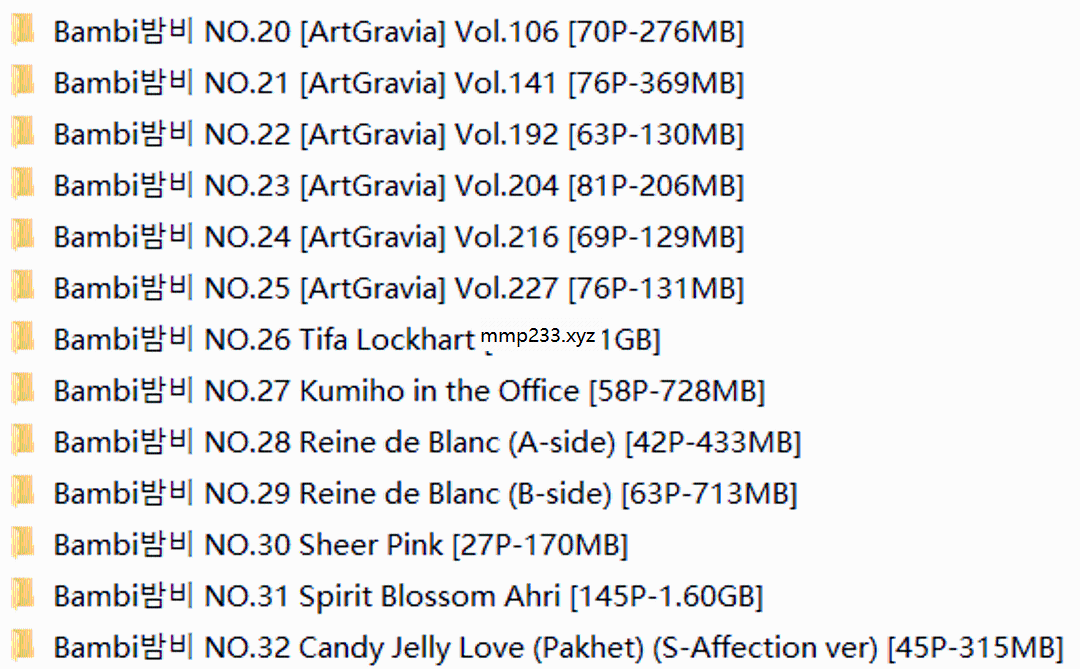 Bambi밤비 NO.20 [ArtGravia] Vol.106 [70P-276MB]
Bambi밤비 NO.21 [ArtGravia] Vol.141 [76P-369MB]
Bambi밤비 NO.22 [ArtGravia] Vol.192 [63P-130MB]
Bambi밤비 NO.23 [ArtGravia] Vol.204 [81P-206MB]
Bambi밤비 NO.24 [ArtGravia] Vol.216 [69P-129MB]
Bambi밤비 NO.25 [ArtGravia] Vol.227 [76P-131MB]
Bambi밤비 NO.26 Tifa Lockhart [ mmp233.xyz 1GB]
Bambi밤비 NO.27 Kumiho in the Office [58P-728MB]
Bambi밤비 NO.28 Reine de Blanc (A-side) [42P-433MB]
Bambi밤비 NO.29 Reine de Blanc (B-side) [63P-713MB]
Bambi밤비 NO.30 Sheer Pink [27P-170MB]
Bambi밤비 NO.31 Spirit Blossom Ahri [145P-1.60GB]
Bambi밤비 NO.32 Candy Jelly Love (Pakhet) (S-Affection ver) [45P-315MB]